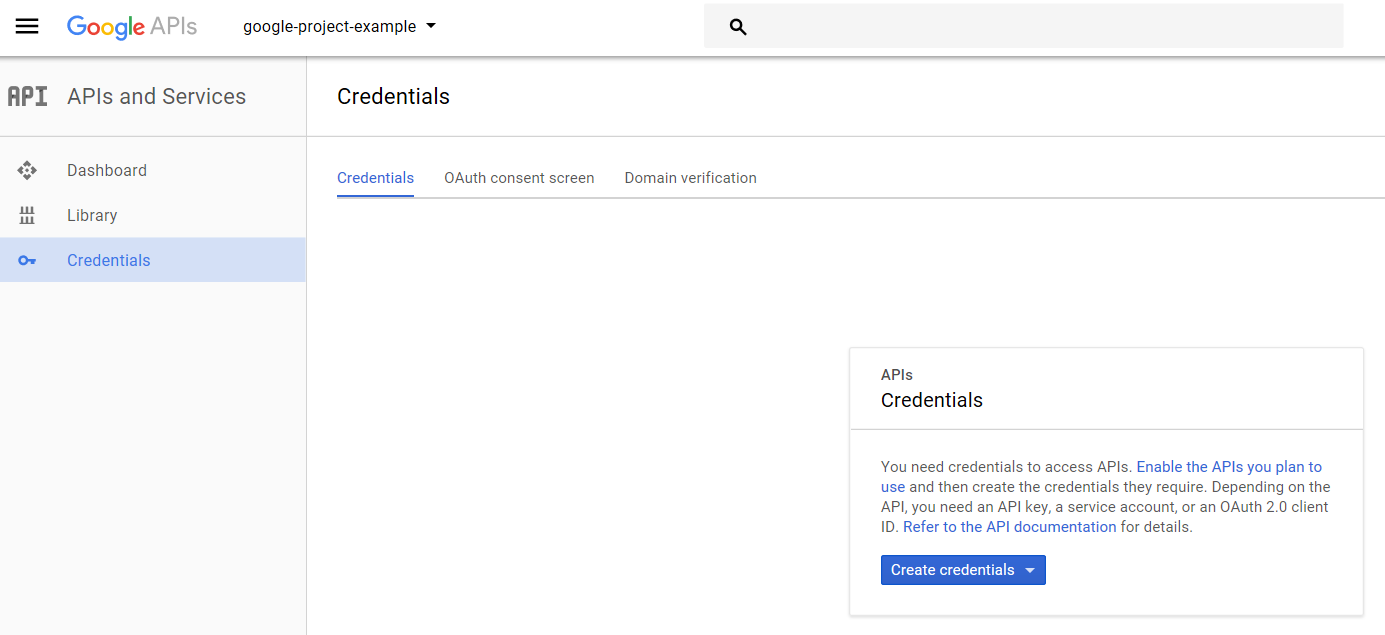 Google APIs google-project-example
API APIs and Services
Credentials
Dashboard
Library
Credentials
Credentials OAuth consent screen Domain verification
APIs
Credentials
You need credentials to access APIs. Enable the APIs you plan to
use and then create the credentials they require. Depending on the
API, you need an API key, a service account, or an OAuth 2.0 client
ID. Refer to the API documentation for details.
Create credentials